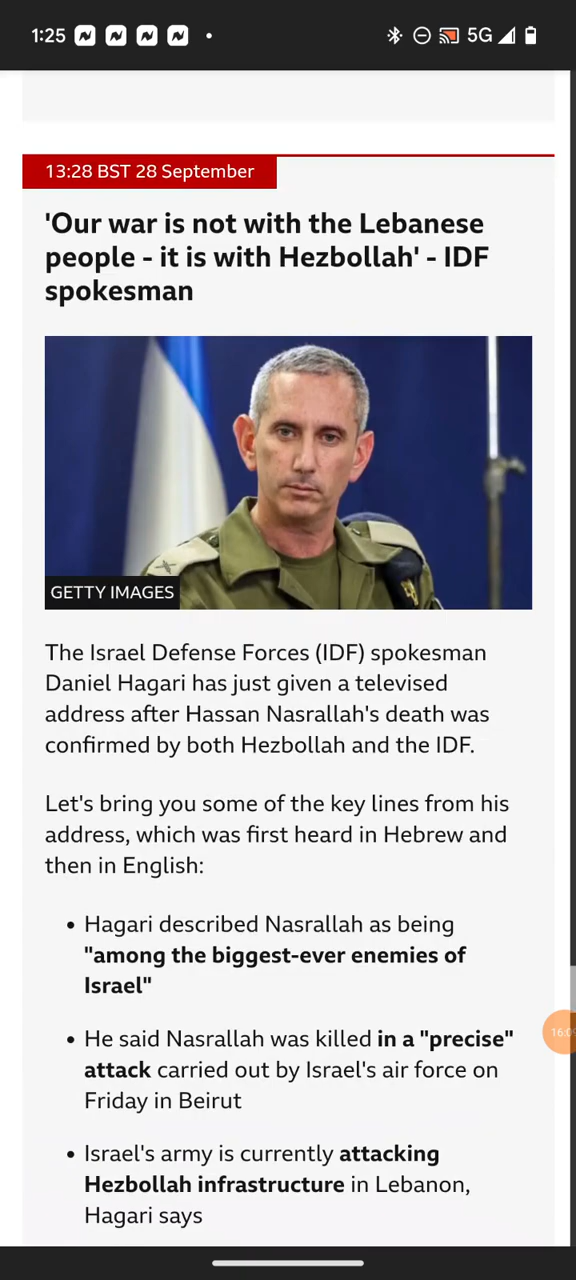 1:25
5G
13:28 BST 28 September
'Our war is not with the Lebanese
people - it is with Hezbollah' - IDF
spokesman
GETTY IMAGES
The Israel Defense Forces (IDF) spokesman
Daniel Hagari has just given a televised
address after Hassan Nasrallah's death was
confirmed by both Hezbollah and the IDF.
Let's bring you some of the key lines from his
address, which was first heard in Hebrew and
then in English:
• Hagari described Nasrallah as being
"among the biggest-ever enemies of
Israel"
• He said Nasrallah was killed in a "precise"
attack carried out by Israel's air force on
Friday in Beirut
• Israel's army is currently attacking
Hezbollah infrastructure in Lebanon,
Hagari says